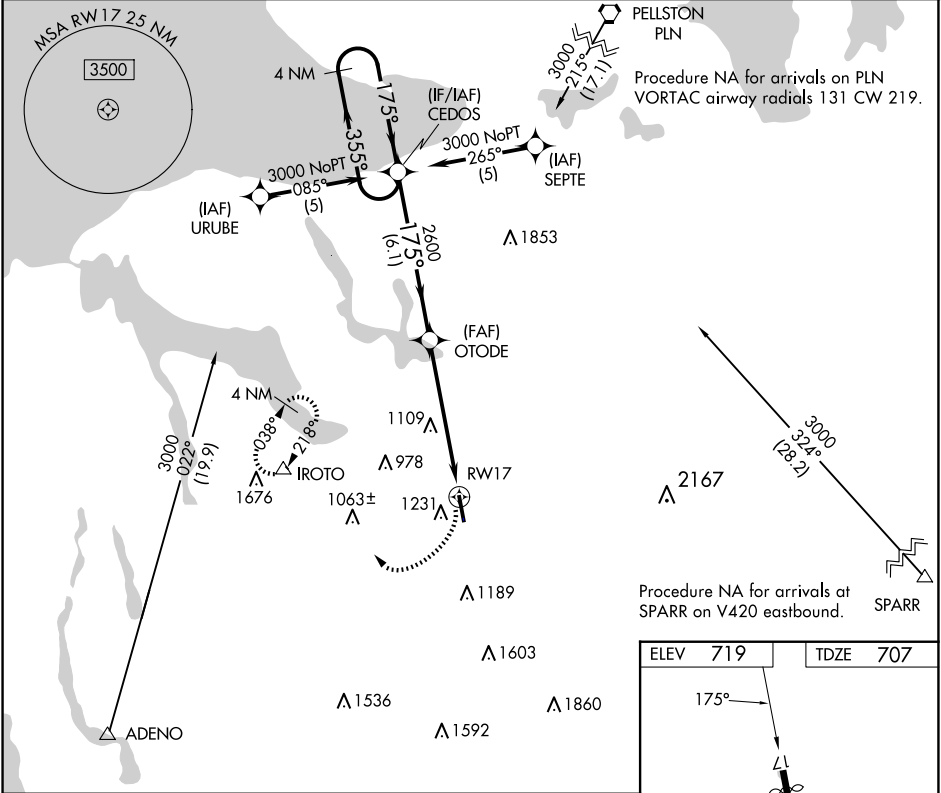 MSA RW17 25 NM
3500
PELLSTON
PLN
3000
215°
(17.1)
Procedure NA for arrivals on PLN
VORTAC airway radials 131 CW 219.
4 NM
175°
355°
(IF/IAF)
CEDOS
3000 NoPT
265°
(5)
(IAF)
SEPTE
3000 NoPT
085°
(5)
(IAF)
URUBE
2600
175°
(6.1)
1853
(FAF)
OTODE
3000
022°
(19.9)
4 NM
038°
218°
IROTO
1676
1109
978
1063±
1231
RW17
2167
3000
324°
(28.2)
1189
Procedure NA for arrivals at
SPARR on V420 eastbound.
SPARR
1603
1536
1592
1860
ADENO
ELEV 719
TDZE 707
175°
17